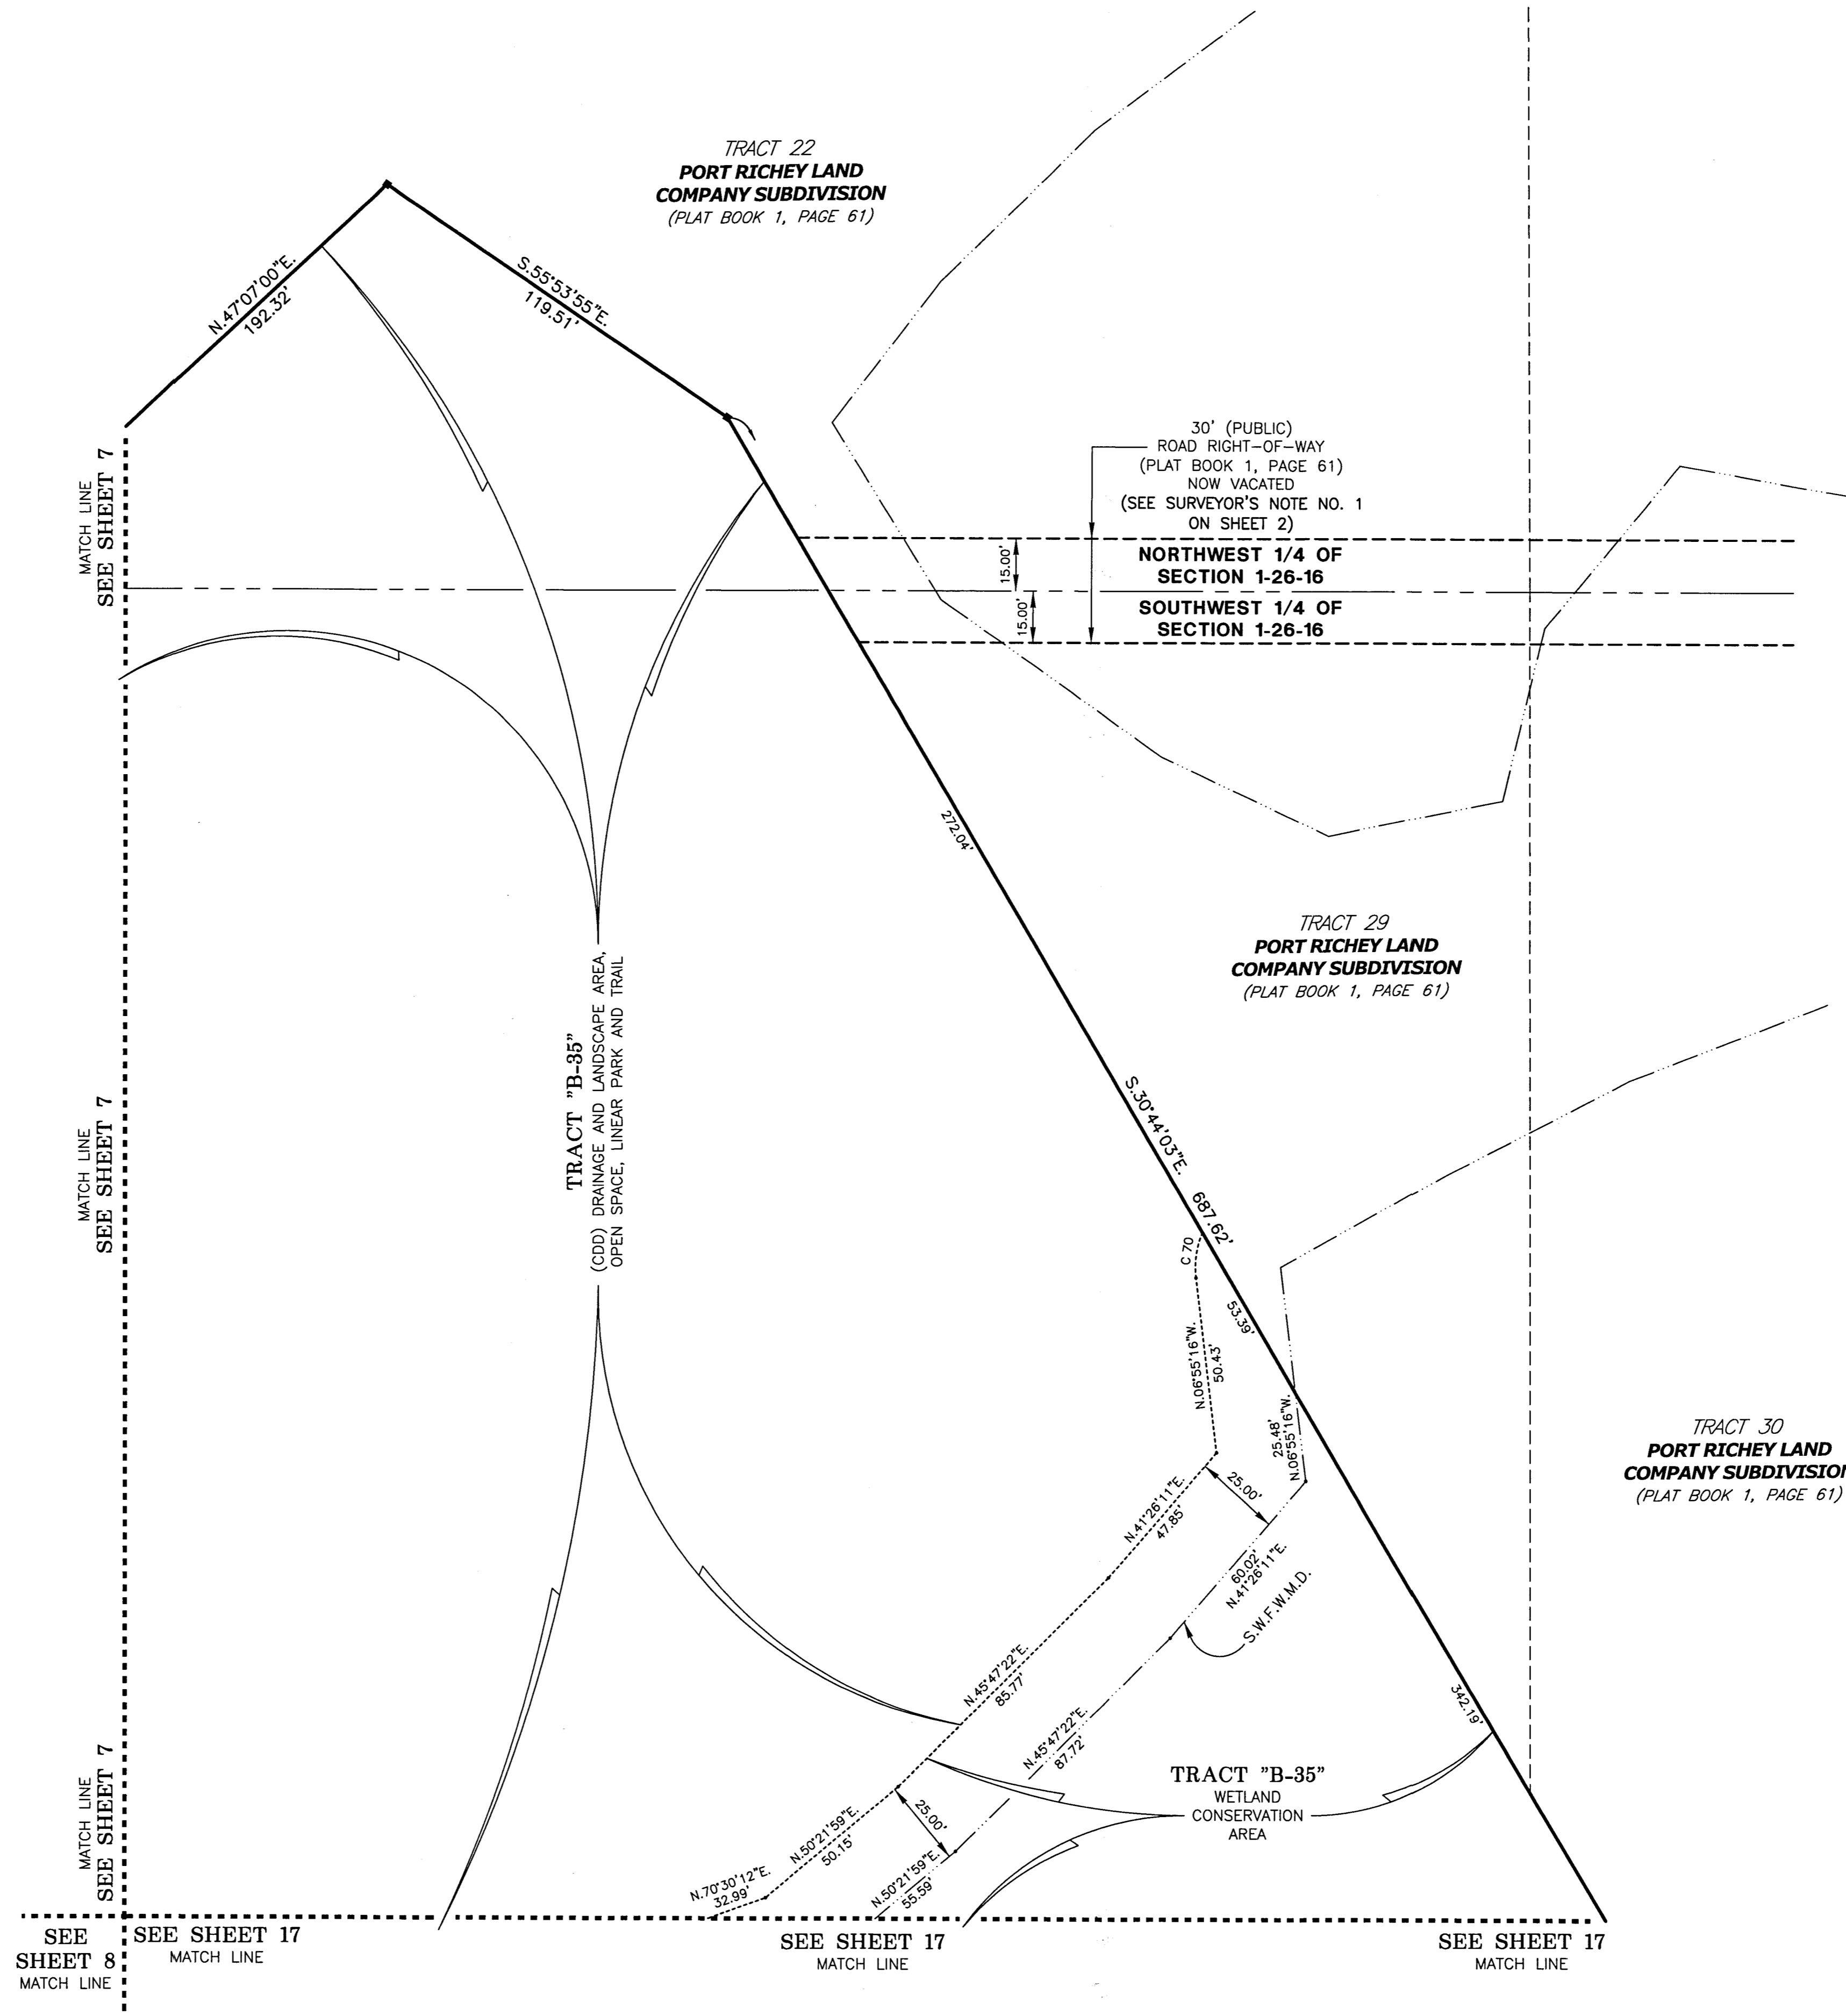 TRACT 22
PORT RICHEY LAND
COMPANY SUBDIVISION
(PLAT BOOK 1, PAGE 61)
N.47°07'00"E.
192.32'
S.55°53'55"E.
119.51'
30' (PUBLIC)
ROAD RIGHT-OF-WAY
(PLAT BOOK 1, PAGE 61)
NOW VACATED
(SEE SURVEYOR'S NOTE NO. 1
ON SHEET 2)
MATCH LINE
SEE SHEET 7
15.00'
NORTHWEST 1/4 OF
SECTION 1-26-16
15.00'
SOUTHWEST 1/4 OF
SECTION 1-26-16
272.04'
TRACT 29
PORT RICHEY LAND
COMPANY SUBDIVISION
(PLAT BOOK 1, PAGE 61)
TRACT "B-35"
(CDD) DRAINAGE AND LANDSCAPE AREA,
OPEN SPACE, LINEAR PARK AND TRAIL
MATCH LINE
SEE SHEET 7
S.30°44'03"E. 687.62'
C 70
53.39'
N.06°55'16"W.
50.43'
25.48'
N.06°55'16"W.
TRACT 30
PORT RICHEY LAND
COMPANY SUBDIVISION
(PLAT BOOK 1, PAGE 61)
25.00'
N.41°26'11"E.
47.85'
60.02'
N.41°26'11"E.
S.W.F.W.M.D.
N.45°47'22"E.
85.77'
N.45°47'22"E.
87.72'
342.19'
MATCH LINE
SEE SHEET 7
TRACT "B-35"
WETLAND
CONSERVATION
AREA
25.00'
N.50°21'59"E.
50.15'
N.50°21'59"E.
55.59'
N.70°30'12"E.
32.99'
SEE
SHEET 8
MATCH LINE
SEE SHEET 17
MATCH LINE
SEE SHEET 17
MATCH LINE
SEE SHEET 17
MATCH LINE